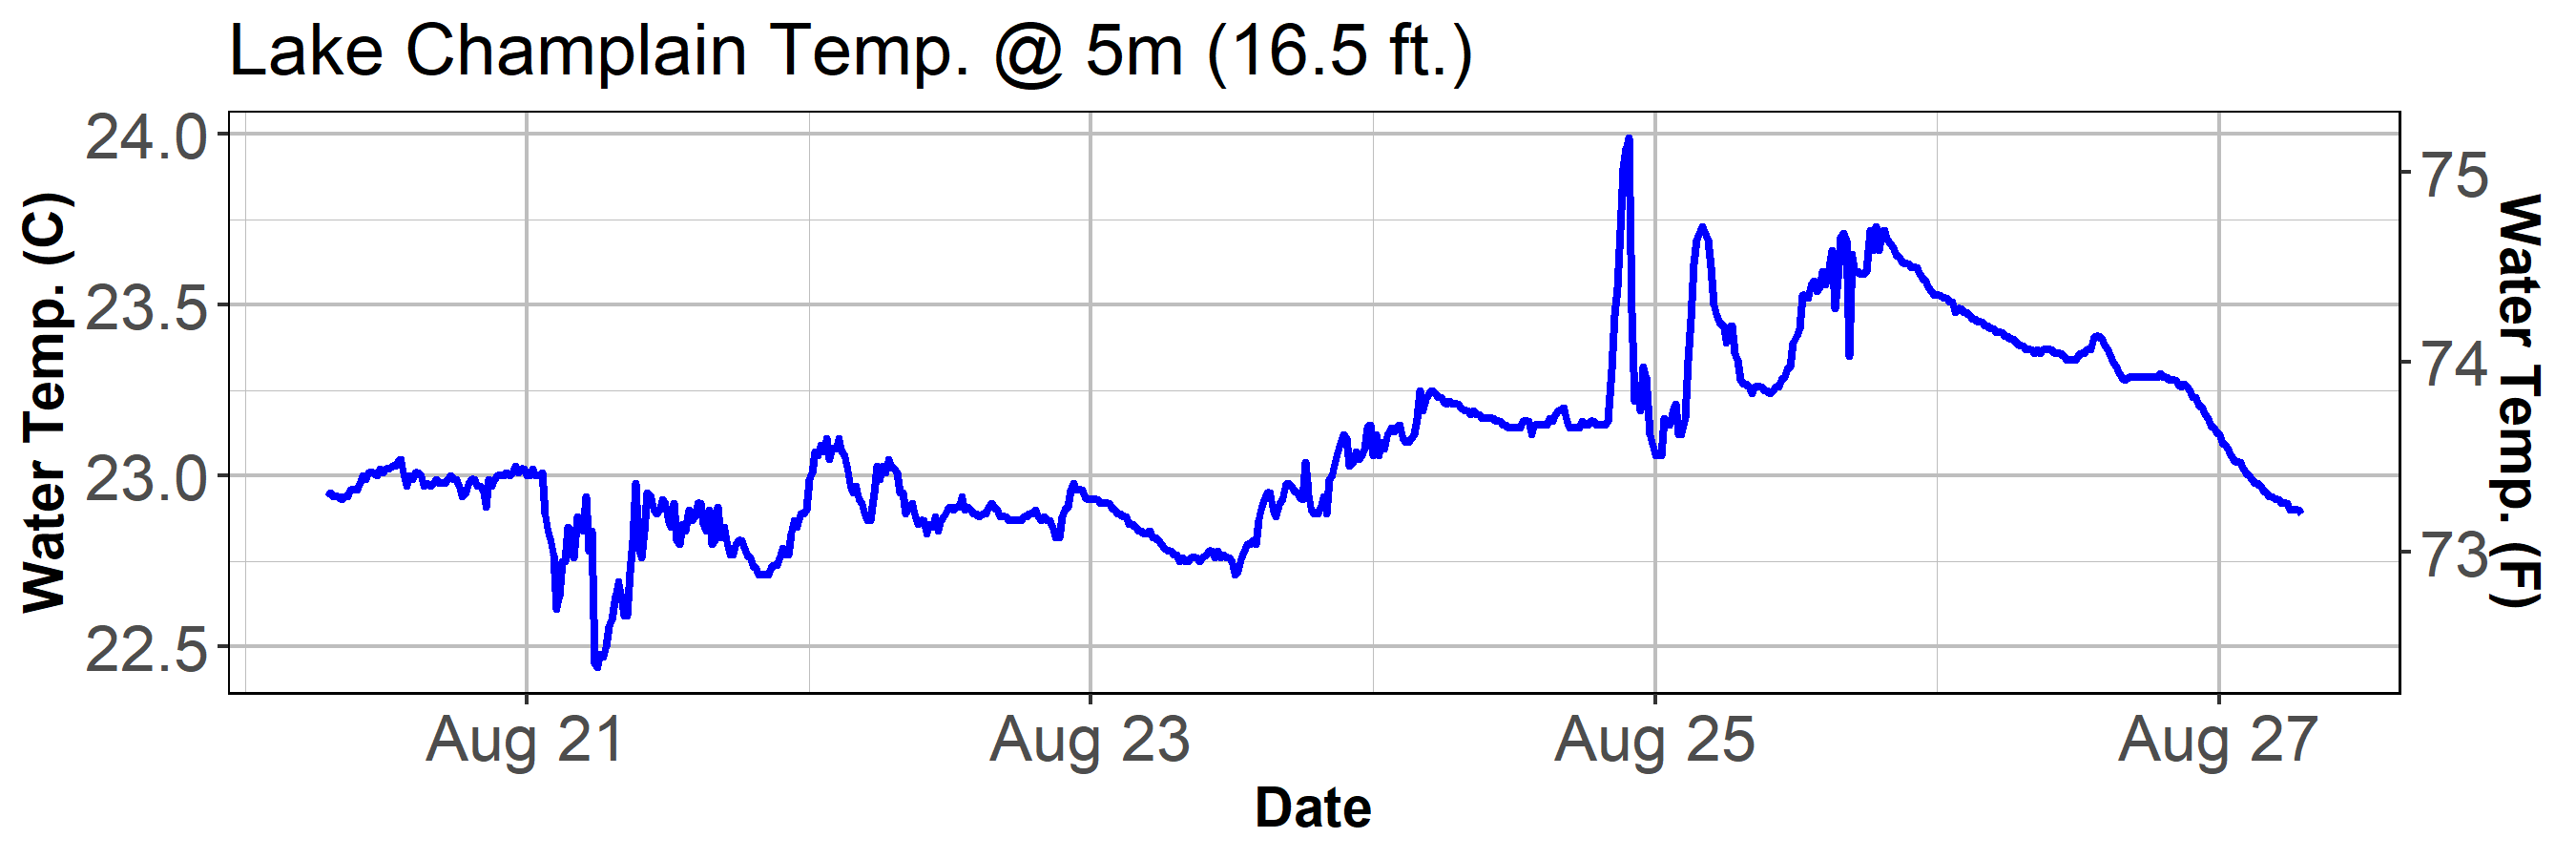 Lake Champlain Temp. @ 5m (16.5 ft.)
Water Temp. (C)
24.0
23.5
23.0
22.5
75
74
73
Water Temp. (F)
Aug 21
Aug 23
Aug 25
Aug 27
Date